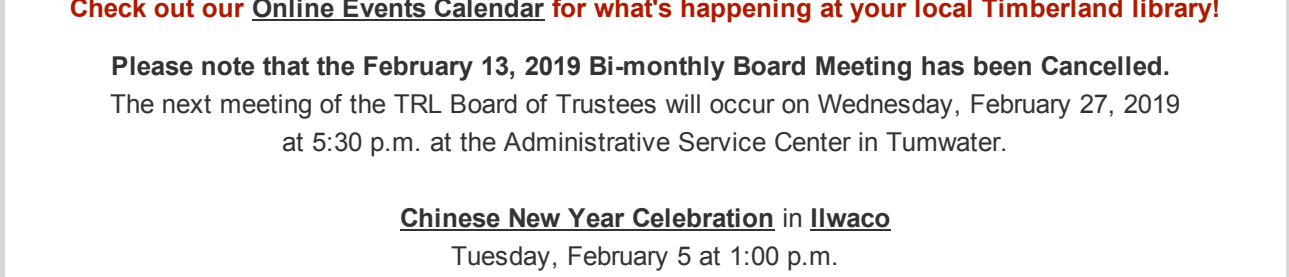 Check out our Online Events Calendar for what's happening at your local Timberland library!
Please note that the February 13, 2019 Bi-monthly Board Meeting has been Cancelled.
The next meeting of the TRL Board of Trustees will occur on Wednesday, February 27, 2019
at 5:30 p.m. at the Administrative Service Center in Tumwater.
Chinese New Year Celebration in Ilwaco
Tuesday, February 5 at 1:00 p.m.